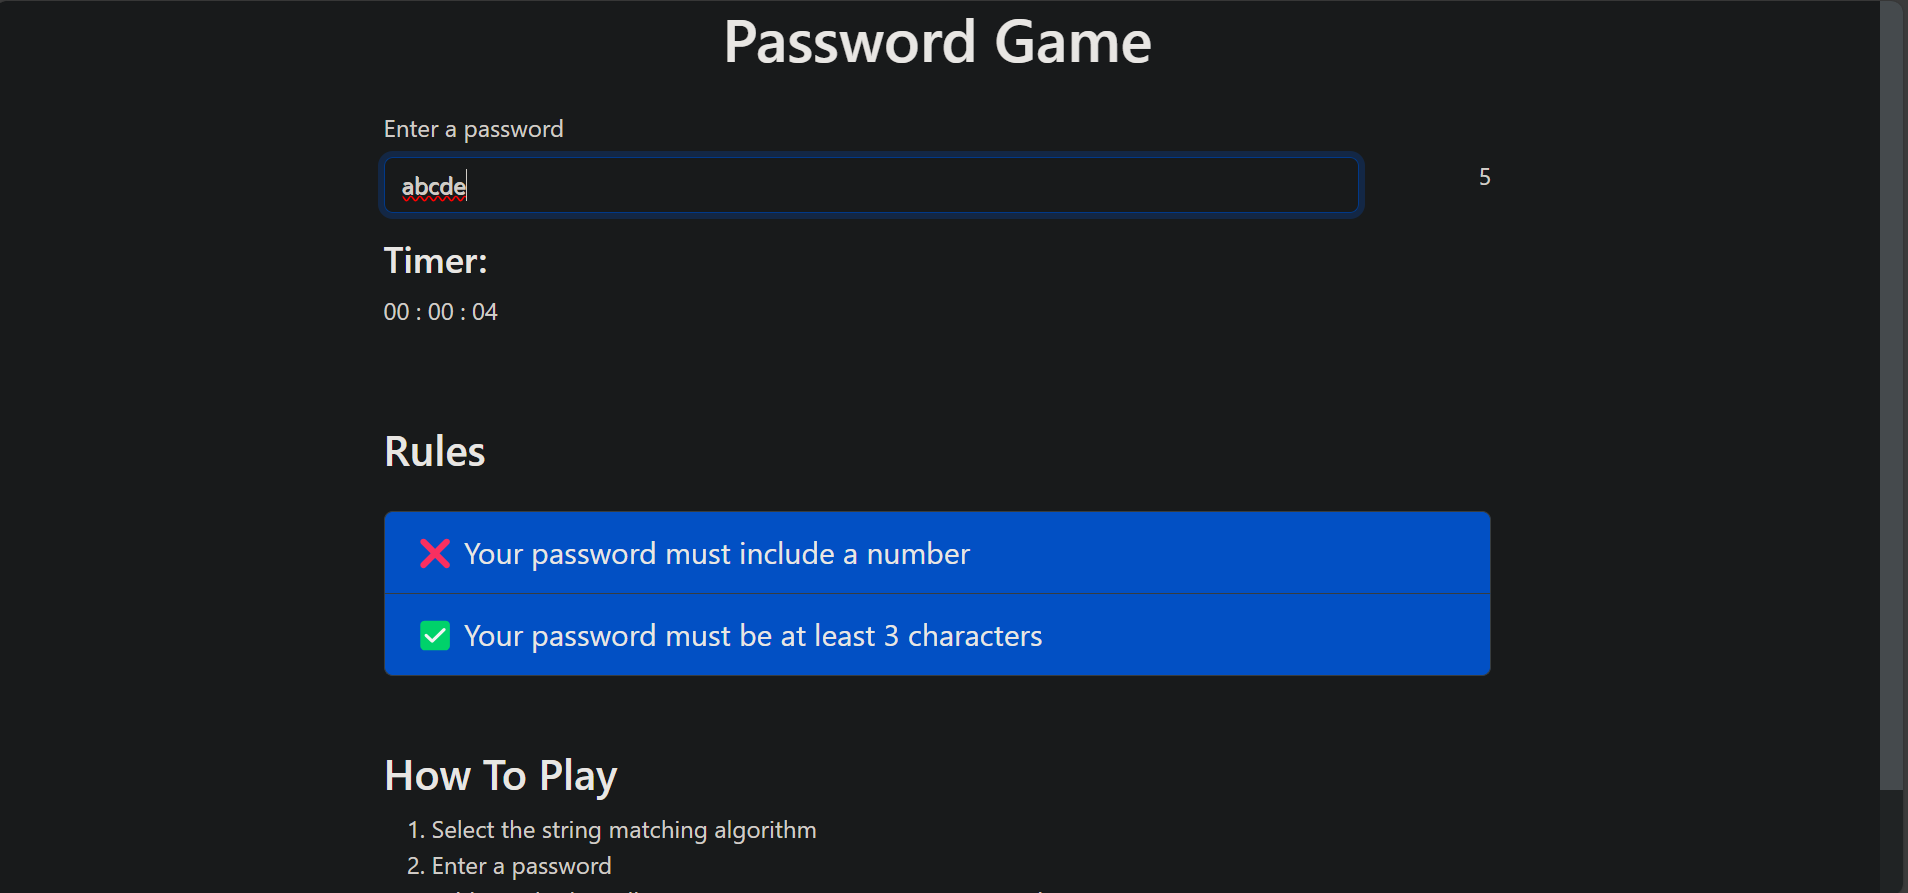 Password Game
Enter a password
abcde
5
Timer:
00 : 00 : 04
Rules
❌ Your password must include a number
✅ Your password must be at least 3 characters
How To Play
1. Select the string matching algorithm
2. Enter a password